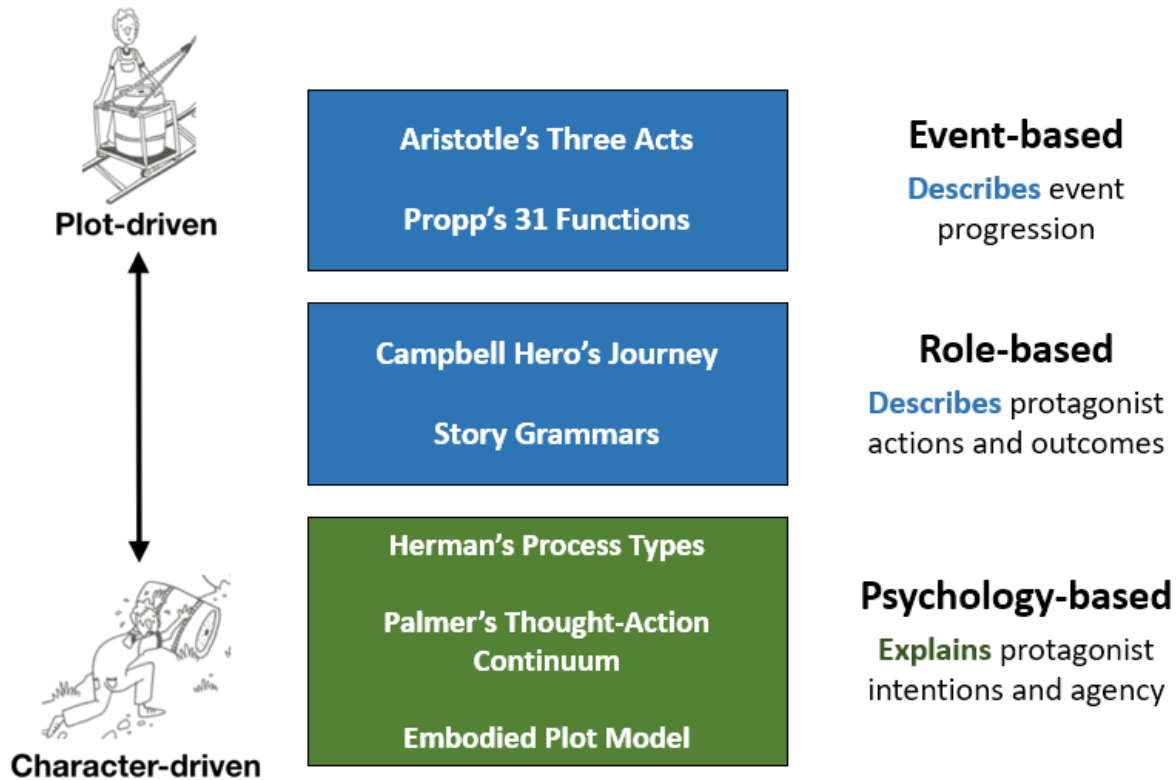 Plot-driven
Character-driven
Aristotle's Three Acts
Propp's 31 Functions
Campbell Hero's Journey
Story Grammars
Herman's Process Types
Palmer's Thought-Action
Continuum
Embodied Plot Model
Event-based
Describes event
progression
Role-based
Describes protagonist
actions and outcomes
Psychology-based
Explains protagonist
intentions and agency